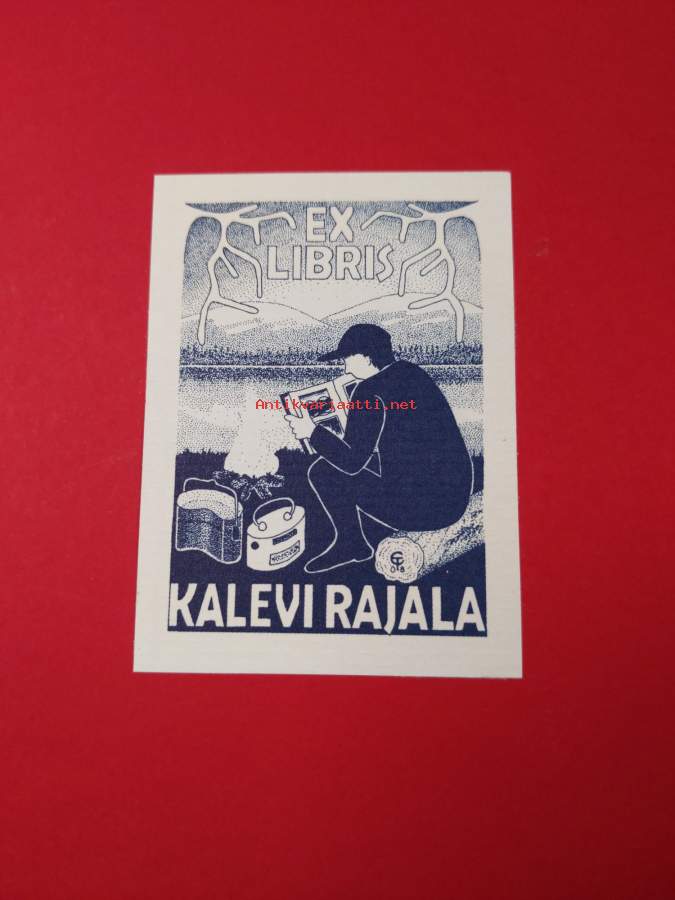 EX
LIBRIS
Antikvariaatti.net
KALEVI RAJALA